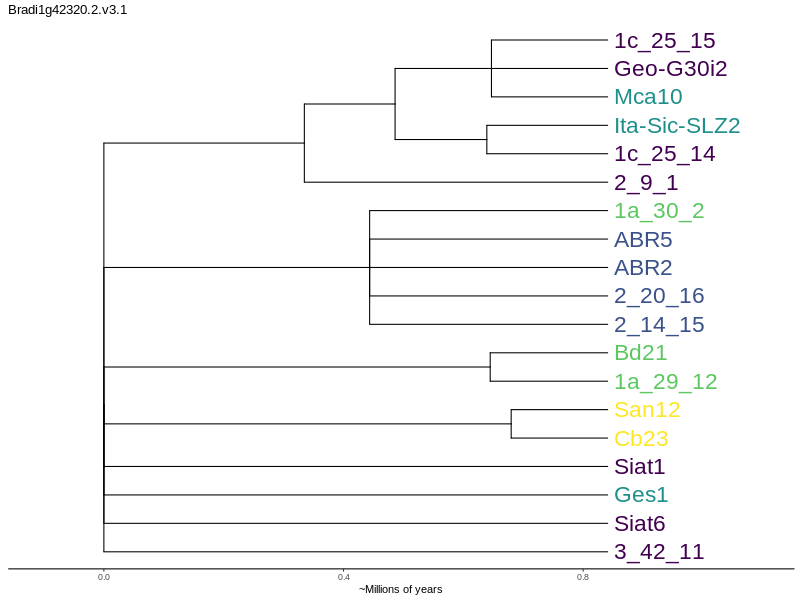 Bradi1g42320.2.v3.1
1c_25_15
Geo-G30i2
Mca10
Ita-Sic-SLZ2
1c_25_14
2_9_1
1a_30_2
ABR5
ABR2
2_20_16
2_14_15
Bd21
1a_29_12
San12
Cb23
Siat1
Ges1
Siat6
3_42_11
0.0 0.4 0.8
~Millions of years